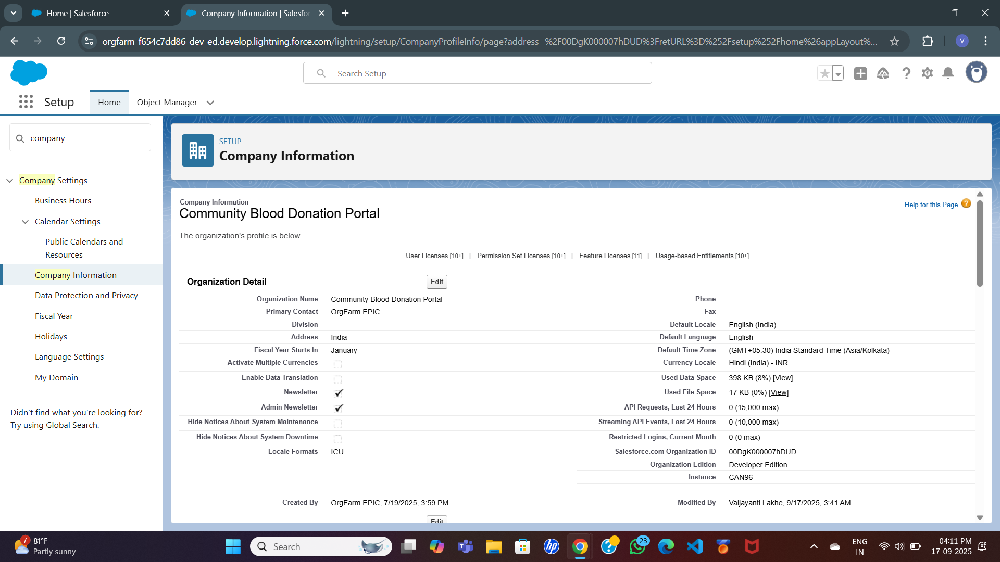 Home | Salesforce
Company Information | Salesfor
orgfarm-f654c7dd86-dev-ed.develop.lightning.force.com/lightning/setup/CompanyProfileInfo/page?address=%2F00DgK000007hDUD%3FretURL%3D%252Fsetup%252Fhome%26appLayout%...
V
Search Setup
Setup
Home
Object Manager
company
SETUP
Company Information
Company Settings
Business Hours
Calendar Settings
Public Calendars and
Resources
Company Information
Data Protection and Privacy
Fiscal Year
Holidays
Language Settings
My Domain
Didn't find what you're looking for?
Try using Global Search.
Company Information
Community Blood Donation Portal
Help for this Page ?
The organization's profile is below.
User Licenses [10+] | Permission Set Licenses [10+] | Feature Licenses [11] | Usage-based Entitlements [10+]
Organization Detail Edit
Organization Name Community Blood Donation Portal Phone
Primary Contact OrgFarm EPIC Fax
Division Default Locale English (India)
Address India Default Language English
Fiscal Year Starts In January Default Time Zone (GMT+05:30) India Standard Time (Asia/Kolkata)
Activate Multiple Currencies Currency Locale Hindi (India) - INR
Enable Data Translation Used Data Space 398 KB (8%) [View]
Newsletter Used File Space 17 KB (0%) [View]
Admin Newsletter API Requests, Last 24 Hours 0 (15,000 max)
Hide Notices About System Maintenance Streaming API Events, Last 24 Hours 0 (10,000 max)
Hide Notices About System Downtime Restricted Logins, Current Month 0 (0 max)
Locale Formats ICU Salesforce.com Organization ID 00DgK000007hDUD
Organization Edition Developer Edition
Instance CAN96
Created By OrgFarm EPIC, 7/19/2025, 3:59 PM Modified By Vaijayanti Lakhe, 9/17/2025, 3:41 AM
Edit
7
81°F
Partly sunny
Search
hp
23
ENG
IN
04:11 PM
17-09-2025